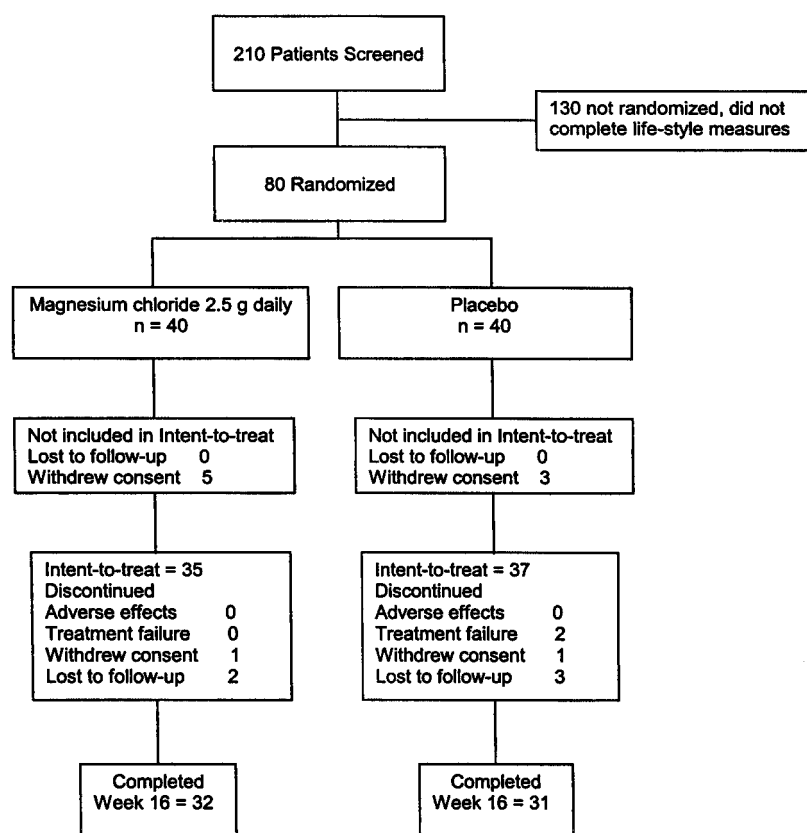 210 Patients Screened
130 not randomized, did not
complete life-style measures
80 Randomized
Magnesium chloride 2.5 g daily
n = 40
Placebo
n = 40
Not included in Intent-to-treat
Lost to follow-up 0
Withdrew consent 5
Not included in Intent-to-treat
Lost to follow-up 0
Withdrew consent 3
Intent-to-treat = 35
Discontinued
Adverse effects 0
Treatment failure 0
Withdrew consent 1
Lost to follow-up 2
Intent-to-treat = 37
Discontinued
Adverse effects 0
Treatment failure 2
Withdrew consent 1
Lost to follow-up 3
Completed
Week 16 = 32
Completed
Week 16 = 31